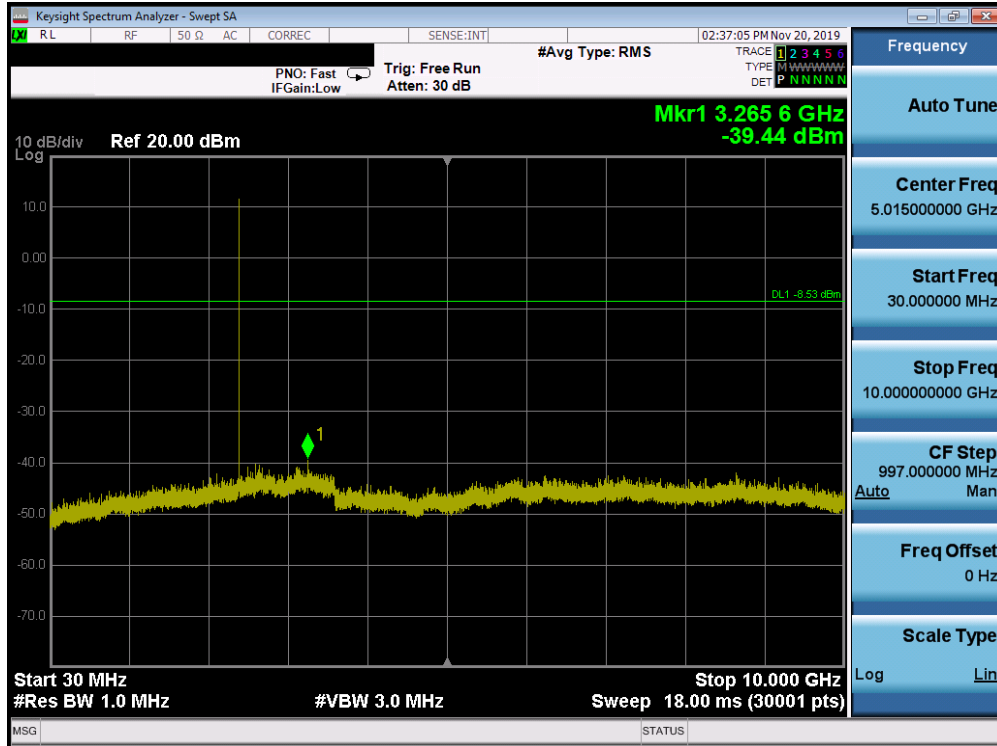 Keysight Spectrum Analyzer - Swept SA
LXI RL RF 50 Ω AC CORREC SENSE:INT 02:37:05 PM Nov 20, 2019
#Avg Type: RMS
TRACE 1 2 3 4 5 6
TYPE M W W W W W
DET P N N N N N
PNO: Fast
IFGain:Low
Trig: Free Run
Atten: 30 dB
Mkr1 3.265 6 GHz
-39.44 dBm
10 dB/div
Log
Ref 20.00 dBm
10.0
0.00
-10.0
-20.0
-30.0
-40.0
-50.0
-60.0
-70.0
DL1 -8.53 dBm
1
Start 30 MHz
Stop 10.000 GHz
#Res BW 1.0 MHz
#VBW 3.0 MHz
Sweep 18.00 ms (30001 pts)
MSG
STATUS
Frequency
Auto Tune
Center Freq
5.015000000 GHz
Start Freq
30.000000 MHz
Stop Freq
10.000000000 GHz
CF Step
997.000000 MHz
Auto Man
Freq Offset
0 Hz
Scale Type
Log Lin